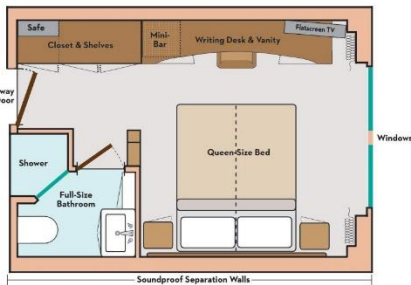 Safe
Flatscreen TV
Closet & Shelves
Mini-
Bar
Writing Desk & Vanity
way
Door
Windows
Queen-Size Bed
Shower
Full-Size
Bathroom
Soundproof Separation Walls